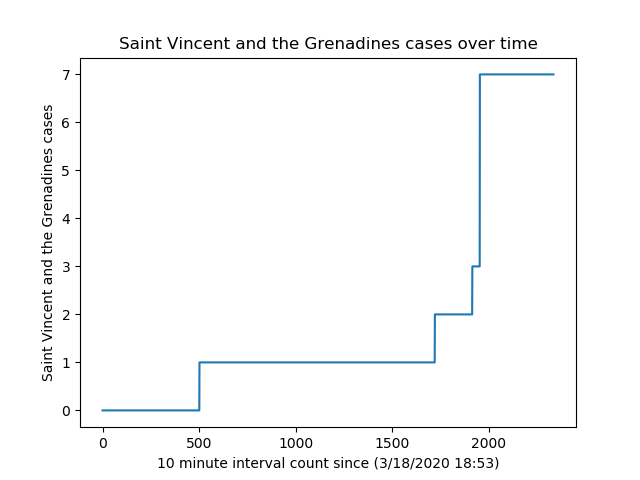 Saint Vincent and the Grenadines cases over time
Saint Vincent and the Grenadines cases
7
6
5
4
3
2
1
0
0 500 1000 1500 2000
10 minute interval count since (3/18/2020 18:53)